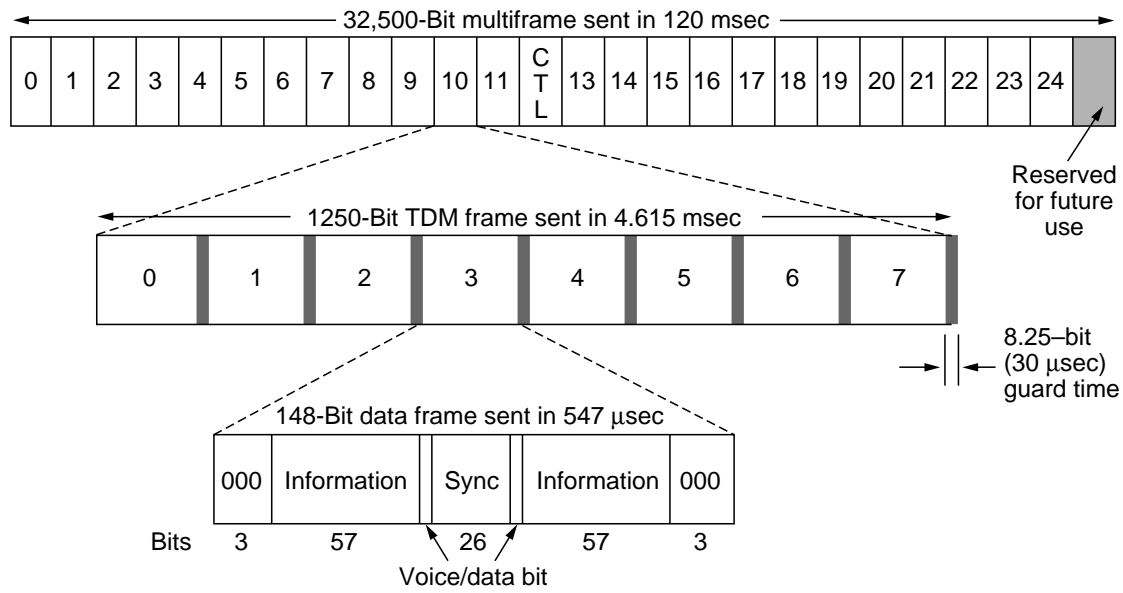 32,500-Bit multiframe sent in 120 msec
0 1 2 3 4 5 6 7 8 9 10 11 CTL 13 14 15 16 17 18 19 20 21 22 23 24
Reserved
for future
use
1250-Bit TDM frame sent in 4.615 msec
0 1 2 3 4 5 6 7
8.25–bit
(30 μsec)
guard time
148-Bit data frame sent in 547 μsec
000 Information Sync Information 000
Bits 3 57 26 57 3
Voice/data bit